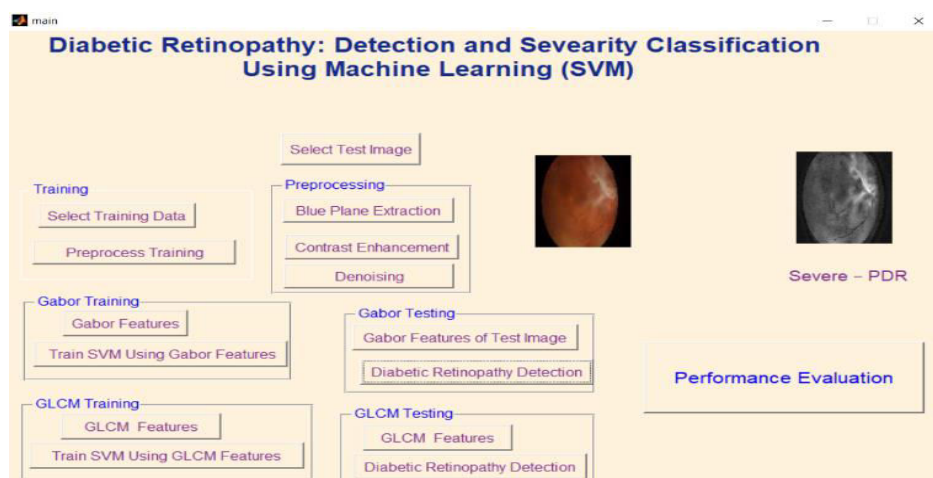 main
Diabetic Retinopathy: Detection and Sevearity Classification
Using Machine Learning (SVM)
Select Test Image
Training
Select Training Data
Preprocess Training
Preprocessing
Blue Plane Extraction
Contrast Enhancement
Denoising
Severe - PDR
Gabor Training
Gabor Features
Train SVM Using Gabor Features
Gabor Testing
Gabor Features of Test Image
Diabetic Retinopathy Detection
Performance Evaluation
GLCM Training
GLCM Features
Train SVM Using GLCM Features
GLCM Testing
GLCM Features
Diabetic Retinopathy Detection